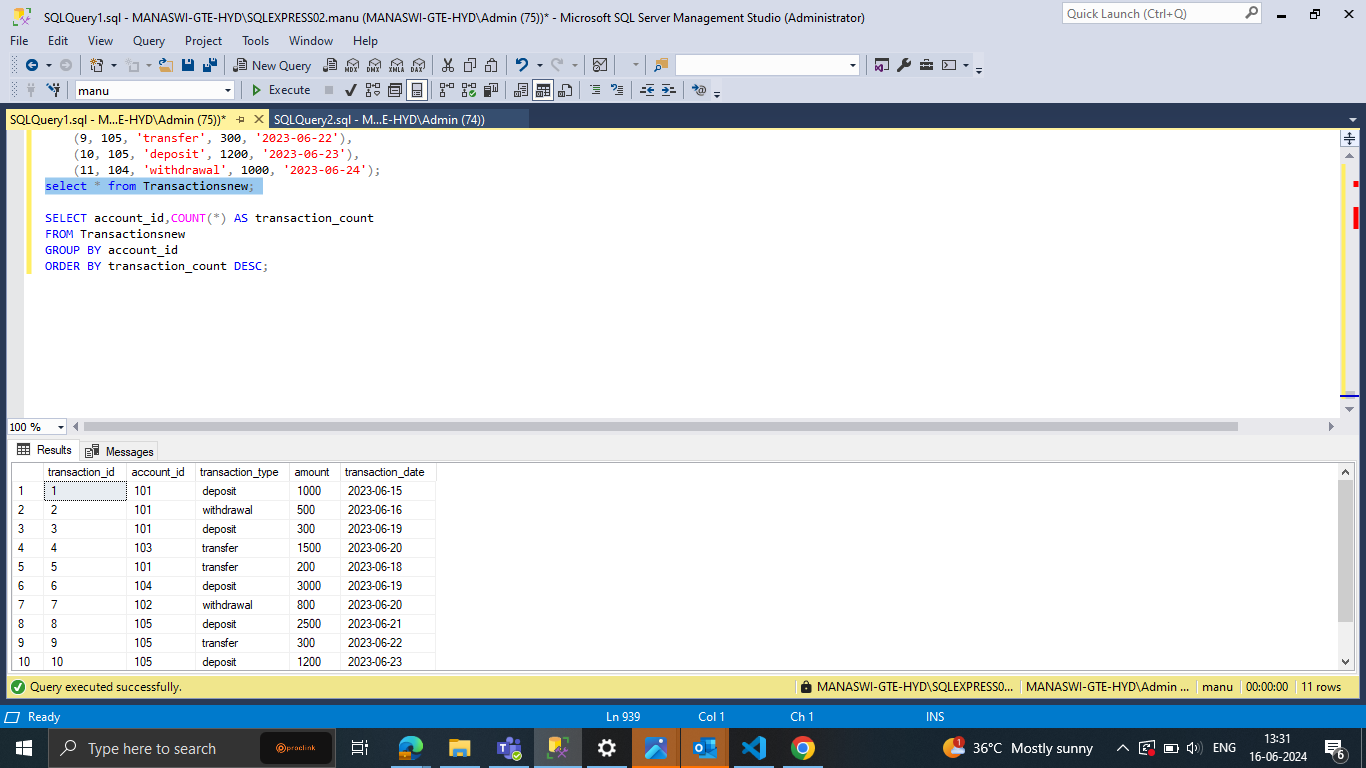 SQLQuery1.sql - MANASWI-GTE-HYD\SQLEXPRESS02.manu (MANASWI-GTE-HYD\Admin (75))* - Microsoft SQL Server Management Studio (Administrator)
Quick Launch (Ctrl+Q)
File Edit View Query Project Tools Window Help
New Query MDX DMX XMLA DAX
manu Execute
SQLQuery1.sql - M...E-HYD\Admin (75))* SQLQuery2.sql - M...E-HYD\Admin (74))
(9, 105, 'transfer', 300, '2023-06-22'),
(10, 105, 'deposit', 1200, '2023-06-23'),
(11, 104, 'withdrawal', 1000, '2023-06-24');
select * from Transactionsnew;
SELECT account_id,COUNT(*) AS transaction_count
FROM Transactionsnew
GROUP BY account_id
ORDER BY transaction_count DESC;
100 %
Results Messages
transaction_id account_id transaction_type amount transaction_date
1 1 101 deposit 1000 2023-06-15
2 2 101 withdrawal 500 2023-06-16
3 3 101 deposit 300 2023-06-19
4 4 103 transfer 1500 2023-06-20
5 5 101 transfer 200 2023-06-18
6 6 104 deposit 3000 2023-06-19
7 7 102 withdrawal 800 2023-06-20
8 8 105 deposit 2500 2023-06-21
9 9 105 transfer 300 2023-06-22
10 10 105 deposit 1200 2023-06-23
Query executed successfully. MANASWI-GTE-HYD\SQLEXPRESS0... MANASWI-GTE-HYD\Admin ... manu 00:00:00 11 rows
Ready Ln 939 Col 1 Ch 1 INS
Type here to search proclink 1 36°C Mostly sunny ENG 13:31
16-06-2024 6